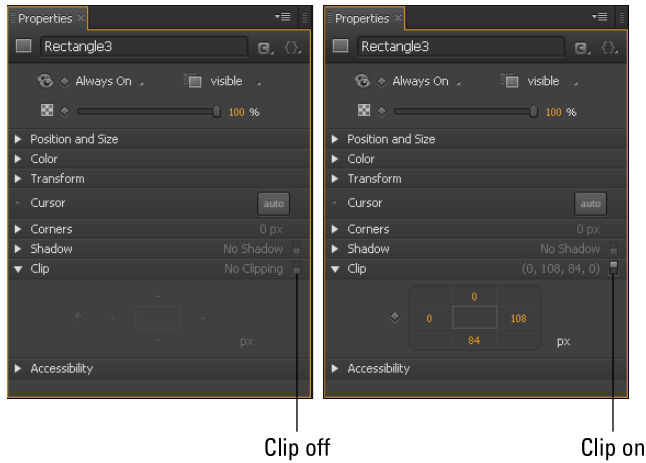 Properties ×
Rectangle3
Always On
visible
100 %
Position and Size
Color
Transform
Cursor auto
Corners 0 px
Shadow No Shadow
Clip No Clipping
-
- -
-
px
Accessibility
Clip off
Properties ×
Rectangle3
Always On
visible
100 %
Position and Size
Color
Transform
Cursor auto
Corners 0 px
Shadow No Shadow
Clip (0, 108, 84, 0)
0
0 108
84 px
Accessibility
Clip on